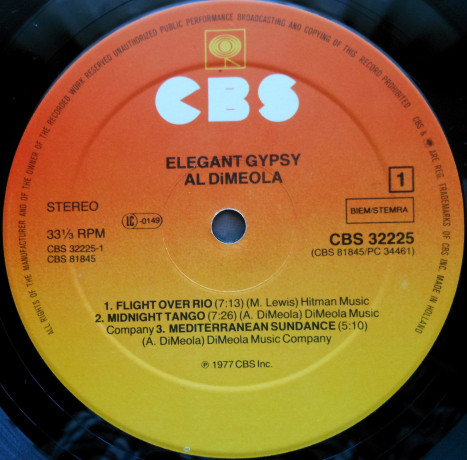 ALL RIGHTS OF THE MANUFACTURER AND OF THE OWNER OF THE RECORDED WORK RESERVED UNAUTHORIZED PUBLIC PERFORMANCE BROADCASTING AND COPYING OF THIS RECORD PROHIBITED
CBS & ARE REG. TRADEMARKS OF CBS INC. MADE IN HOLLAND
CBS
ELEGANT GYPSY
AL DiMEOLA
1
STEREO
LC -0149
BIEM/STEMRA
33⅓ RPM
CBS 32225
CBS 32225-1
(CBS 81845/PC 34461)
CBS 81845
1. FLIGHT OVER RIO (7:13) (M. Lewis) Hitman Music
2. MIDNIGHT TANGO (7:26) (A. DiMeola) DiMeola Music
Company 3. MEDITERRANEAN SUNDANCE (5:10)
(A. DiMeola) DiMeola Music Company
℗ 1977 CBS Inc.